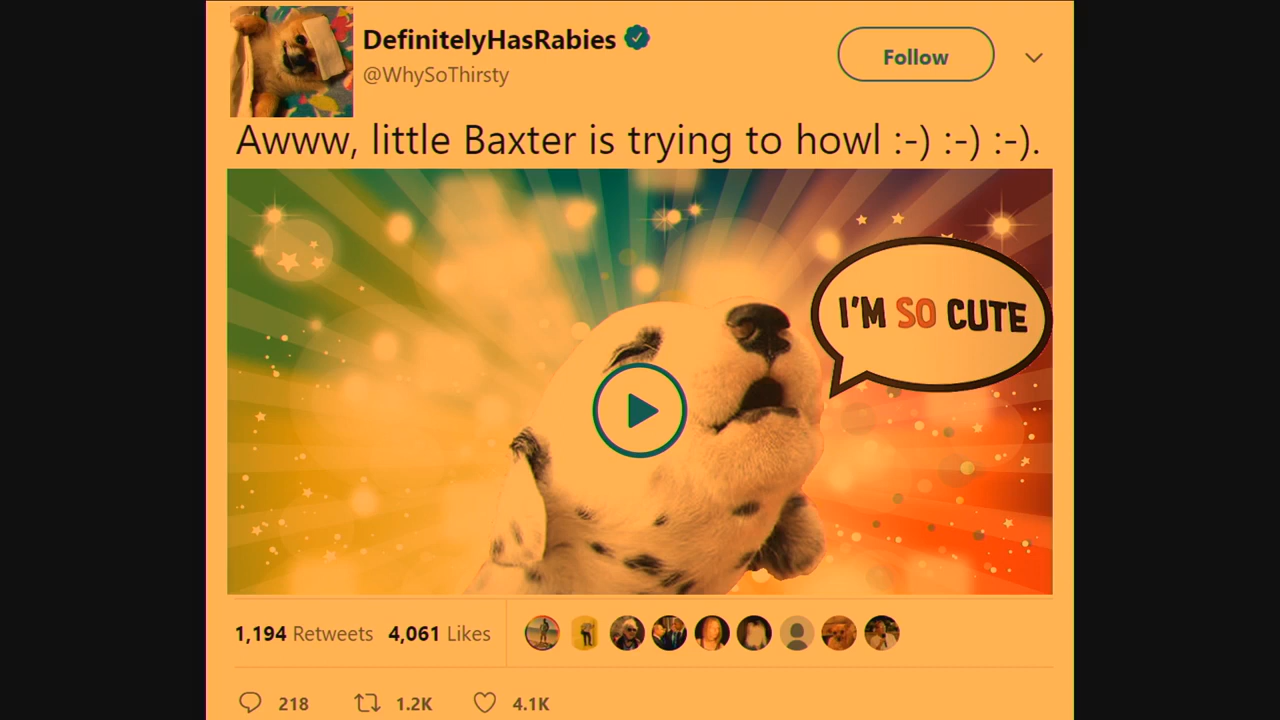 DefinitelyHasRabies
@WhySoThirsty
Follow
Awww, little Baxter is trying to howl :-) :-) :-).
I'M SO CUTE
1,194 Retweets 4,061 Likes
218 1.2K 4.1K